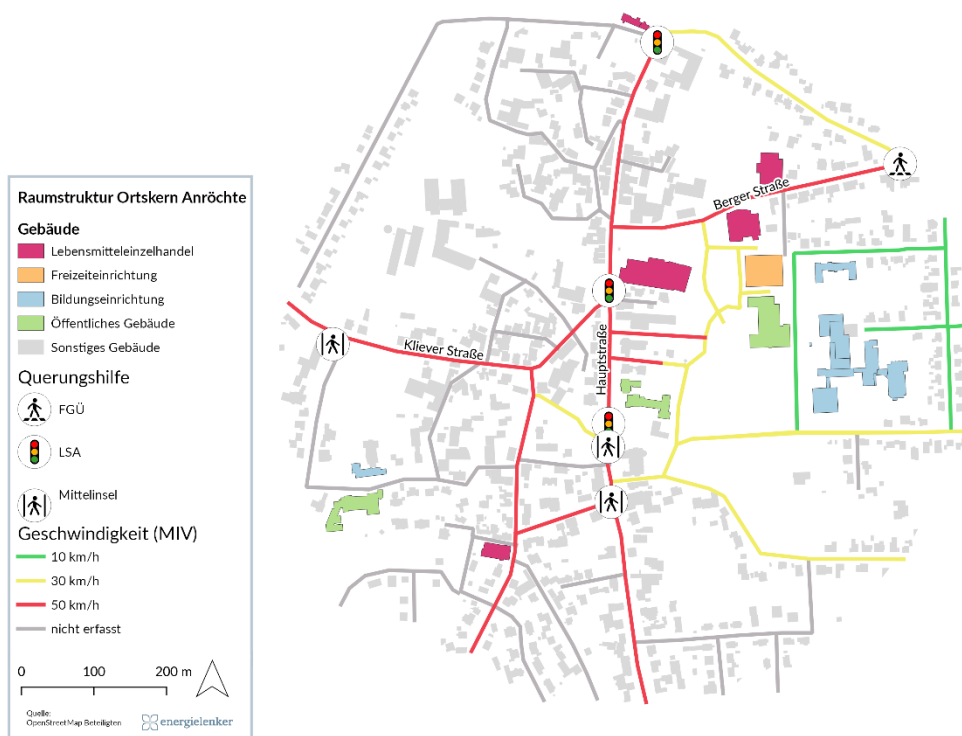 Raumstruktur Ortskern Anröchte
Gebäude
Lebensmitteleinzelhandel
Freizeiteinrichtung
Bildungseinrichtung
Öffentliches Gebäude
Sonstiges Gebäude
Querungshilfe
FGÜ
LSA
Mittelinsel
Geschwindigkeit (MIV)
10 km/h
30 km/h
50 km/h
nicht erfasst
0 100 200 m
Quelle:
OpenStreetMap Beteiligten
energielenker
Berger Straße
Kliever Straße
Hauptstraße